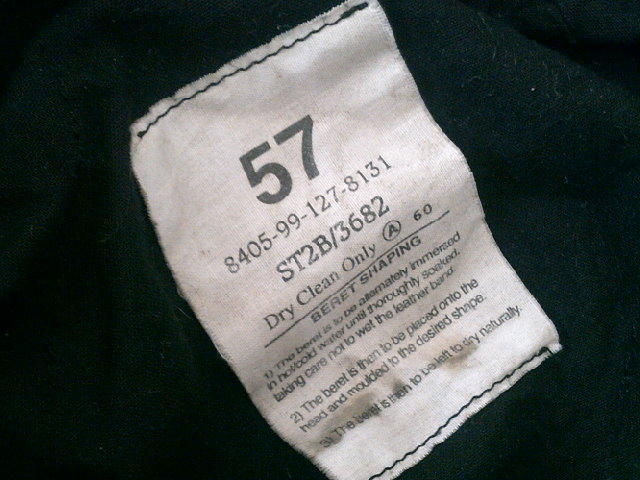 57
8405-99-127-8131
ST2B/3682
Dry Clean Only Ⓐ 60
BERET SHAPING
1) The beret is to be alternately immersed
in hot/cold water until thoroughly soaked,
taking care not to wet the leather band.
2) The beret is then to be placed onto the
head and moulded to the desired shape.
3) The beret is then to be left to dry naturally.